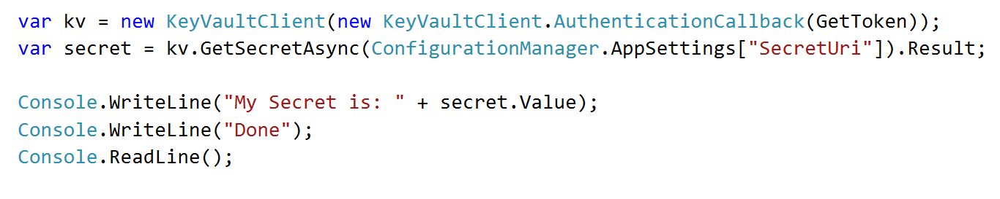 var kv = new KeyVaultClient(new KeyVaultClient.AuthenticationCallback(GetToken));
var secret = kv.GetSecretAsync(ConfigurationManager.AppSettings["SecretUri"]).Result;
Console.WriteLine("My Secret is: " + secret.Value);
Console.WriteLine("Done");
Console.ReadLine();